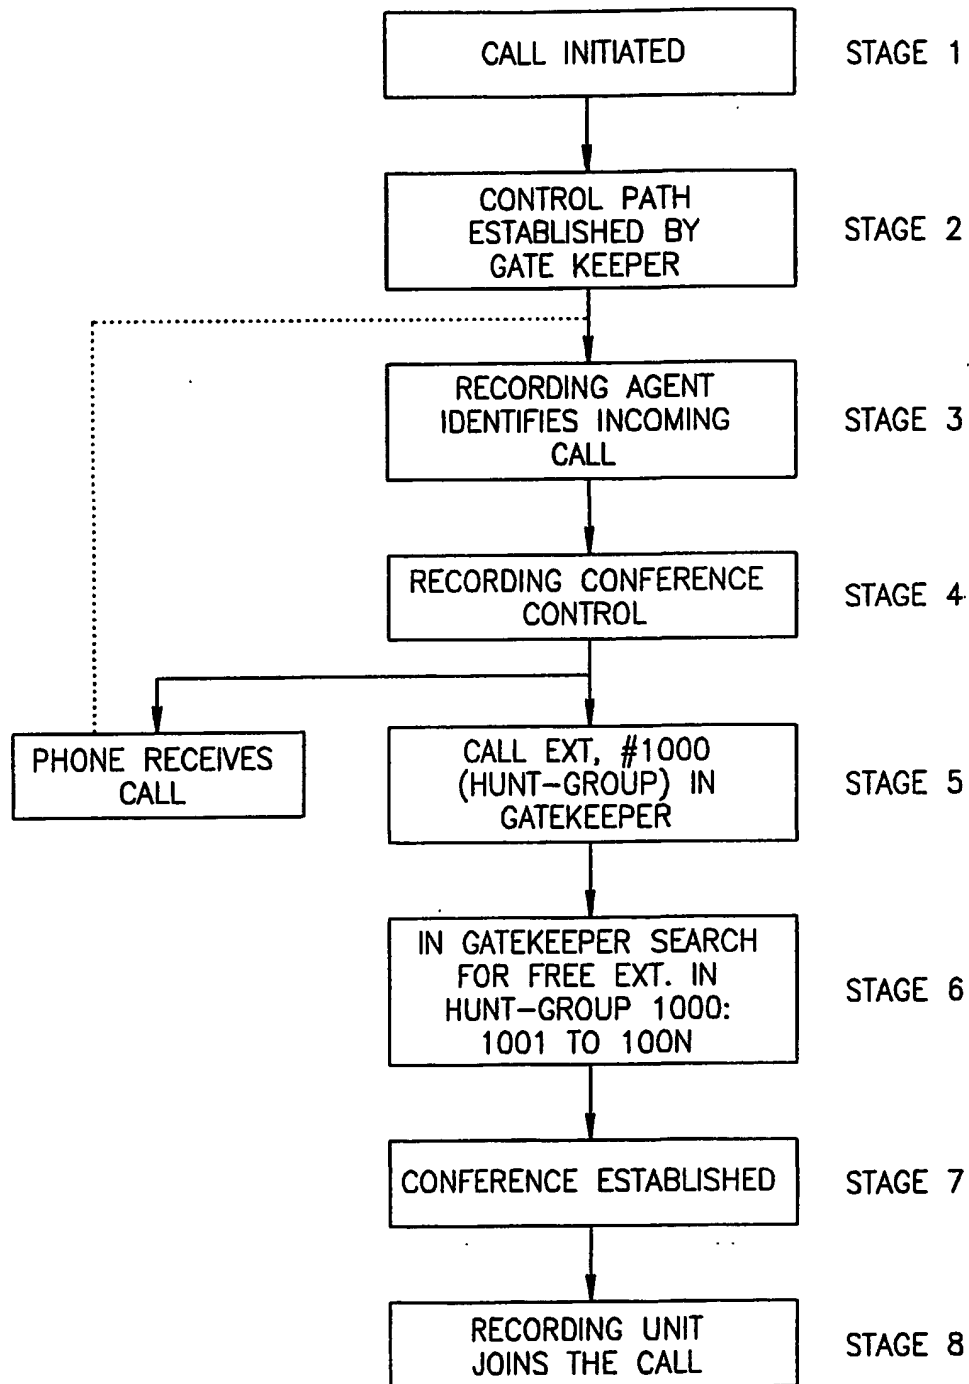 CALL INITIATED
STAGE 1
CONTROL PATH
ESTABLISHED BY
GATE KEEPER
STAGE 2
RECORDING AGENT
IDENTIFIES INCOMING
CALL
STAGE 3
RECORDING CONFERENCE
CONTROL
STAGE 4
PHONE RECEIVES
CALL
CALL EXT, #1000
(HUNT-GROUP) IN
GATEKEEPER
STAGE 5
IN GATEKEEPER SEARCH
FOR FREE EXT. IN
HUNT-GROUP 1000:
1001 TO 100N
STAGE 6
CONFERENCE ESTABLISHED
STAGE 7
RECORDING UNIT
JOINS THE CALL
STAGE 8